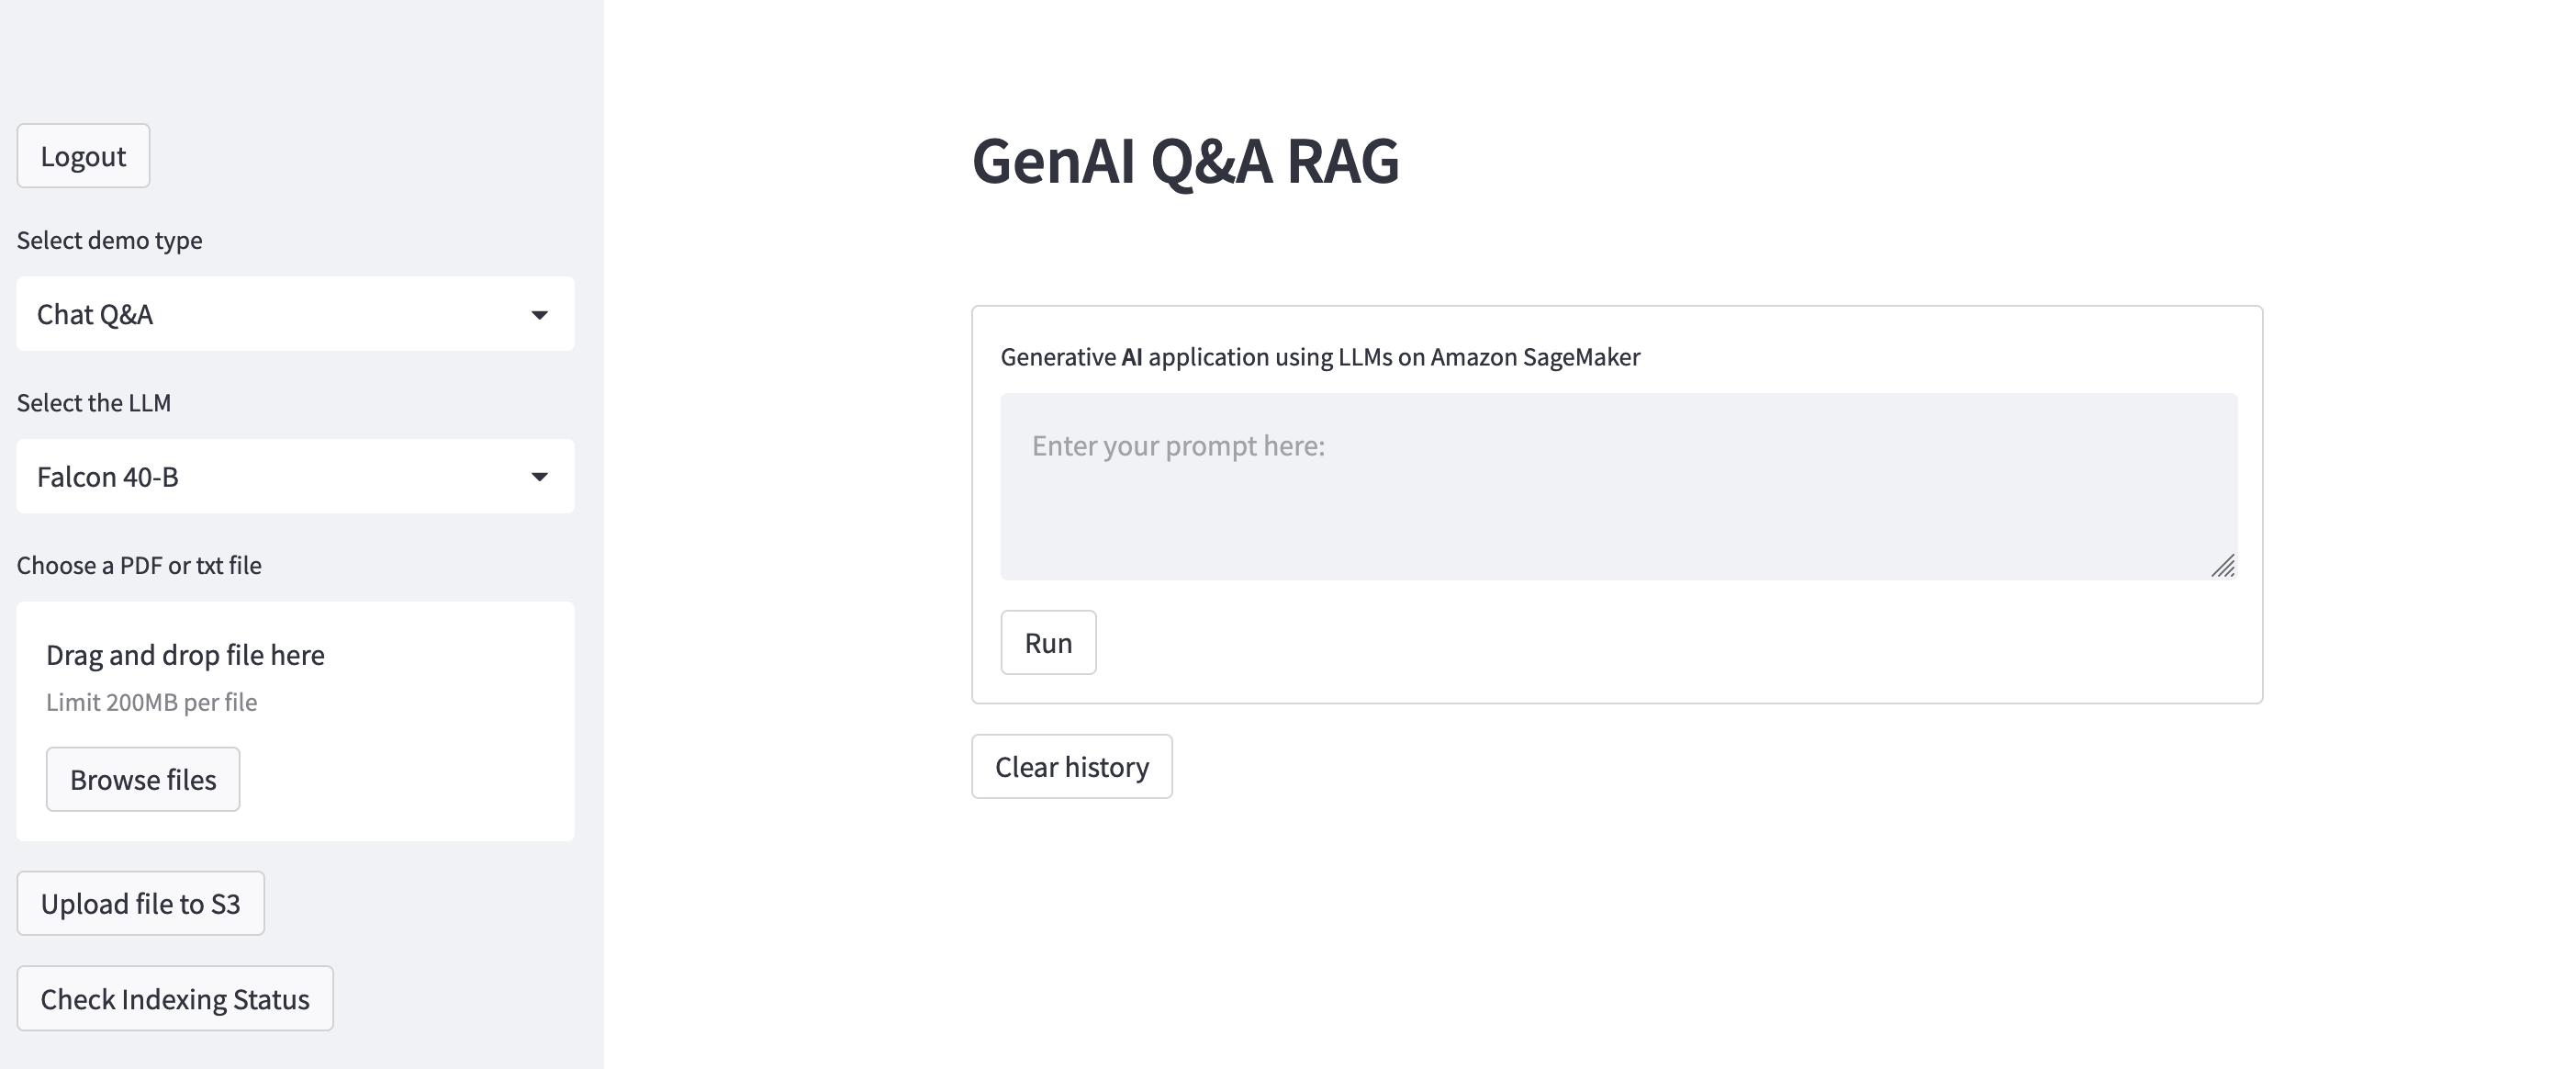 Logout
Select demo type
Chat Q&A
Select the LLM
Falcon 40-B
Choose a PDF or txt file
Drag and drop file here
Limit 200MB per file
Browse files
Upload file to S3
Check Indexing Status
GenAI Q&A RAG
Generative AI application using LLMs on Amazon SageMaker
Enter your prompt here:
Run
Clear history